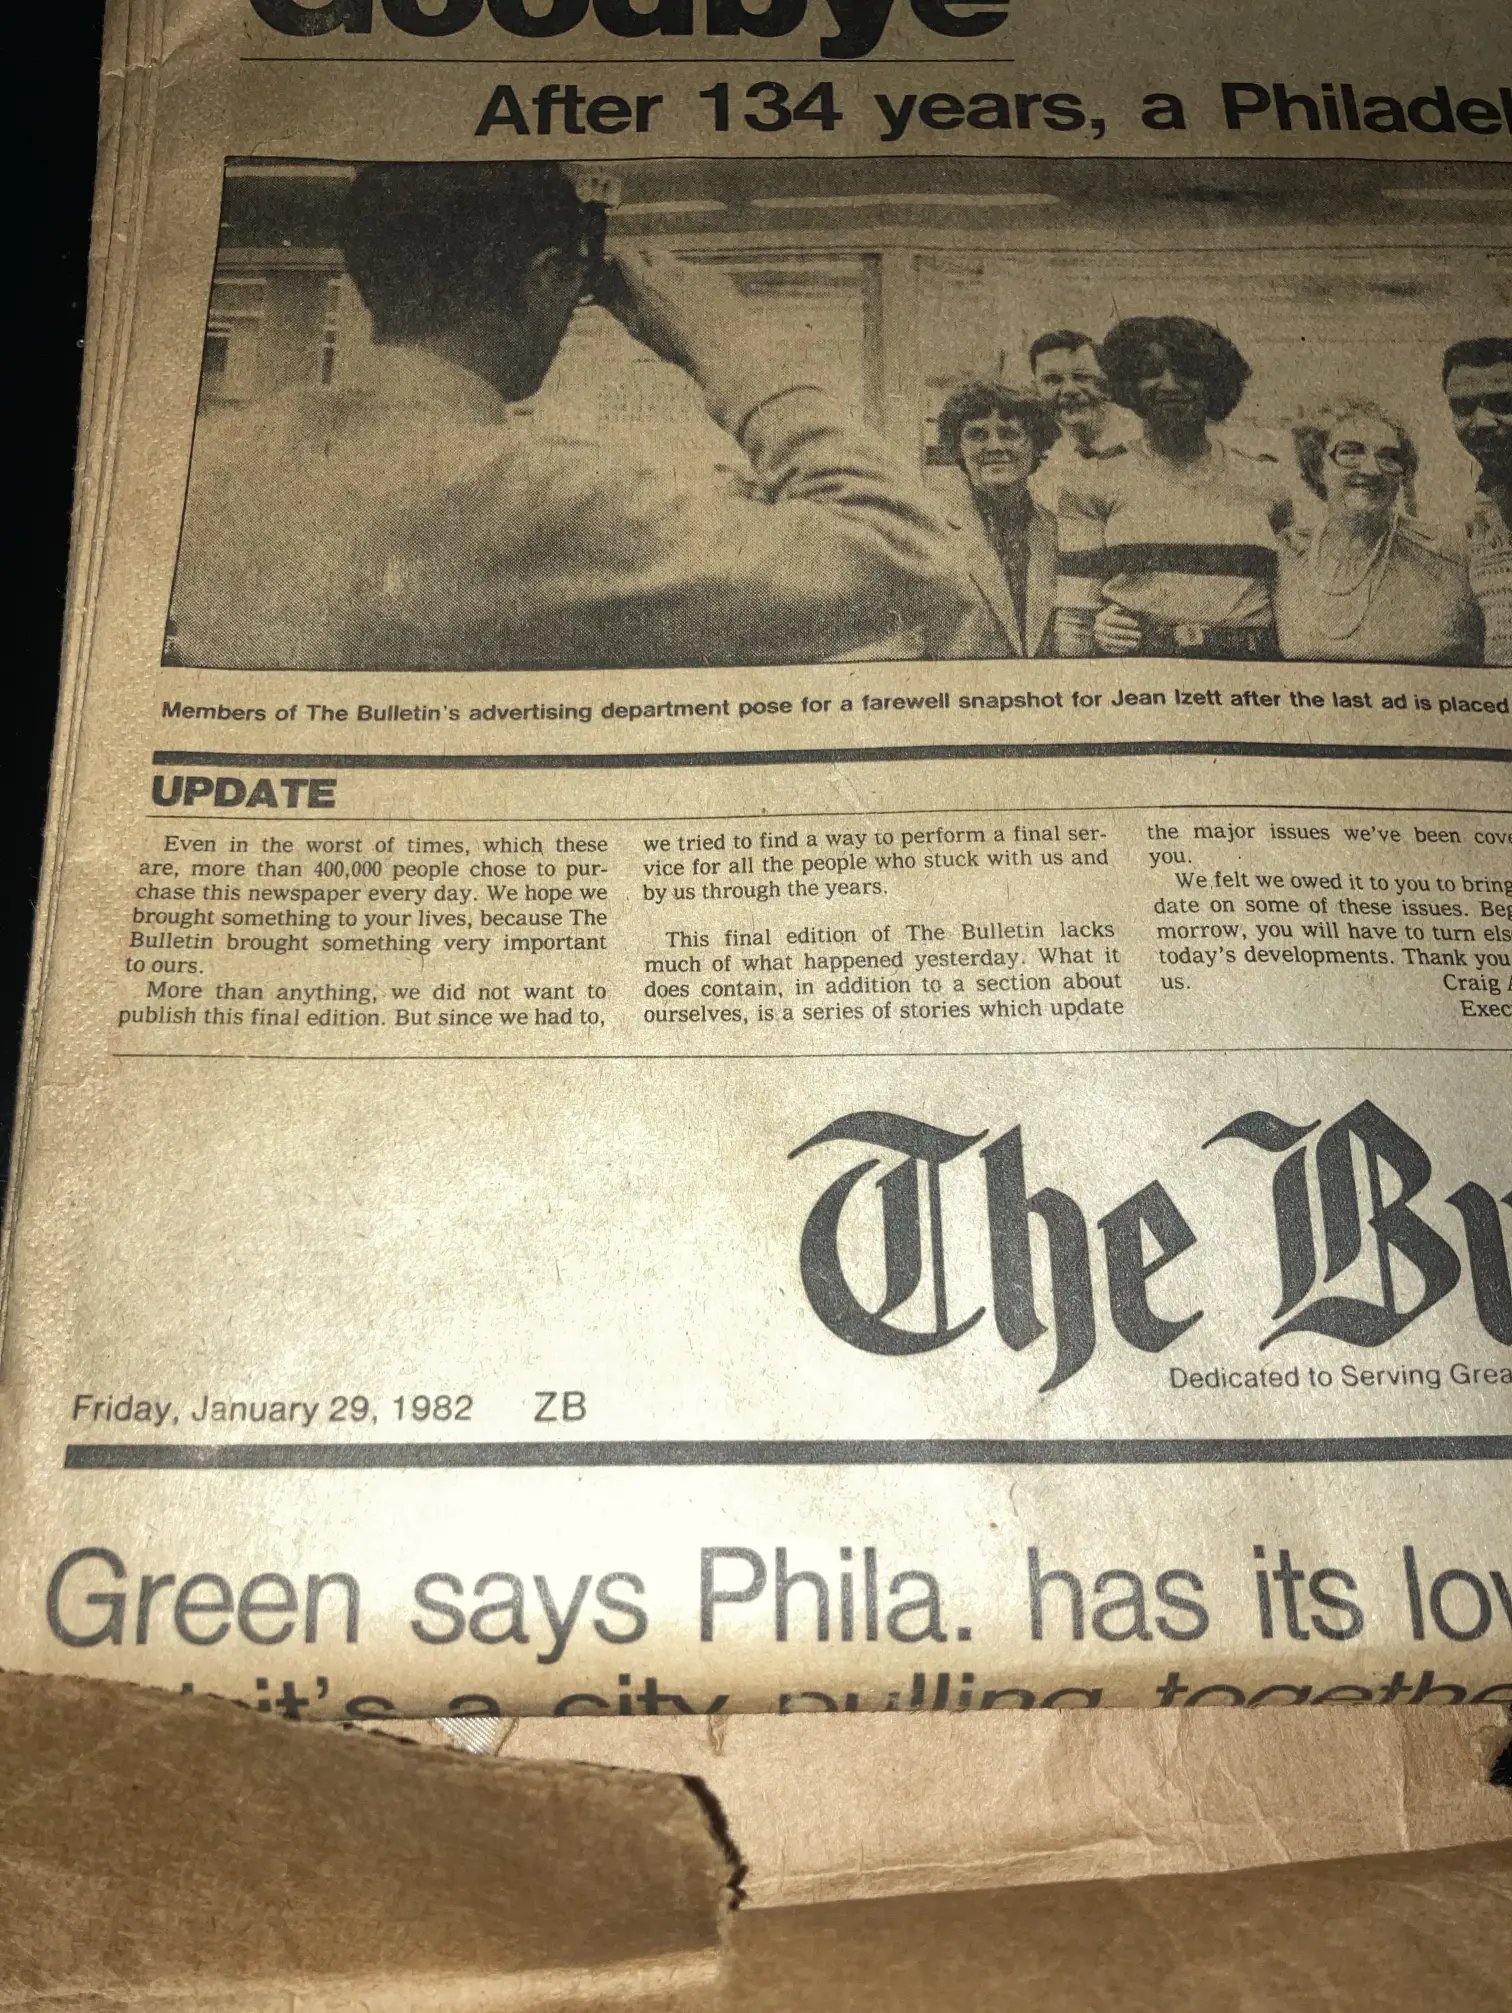 Goodbye
After 134 years, a Philadel
Members of The Bulletin's advertising department pose for a farewell snapshot for Jean Izett after the last ad is placed
UPDATE
Even in the worst of times, which these
are, more than 400,000 people chose to pur-
chase this newspaper every day. We hope we
brought something to your lives, because The
Bulletin brought something very important
to ours.
More than anything, we did not want to
publish this final edition. But since we had to,
we tried to find a way to perform a final ser-
vice for all the people who stuck with us and
by us through the years.
This final edition of The Bulletin lacks
much of what happened yesterday. What it
does contain, in addition to a section about
ourselves, is a series of stories which update
the major issues we've been cove
you.
We felt we owed it to you to bring
date on some of these issues. Beg
morrow, you will have to turn els
today's developments. Thank you
us.
Craig
Exec
The Bu
Dedicated to Serving Grea
Friday, January 29, 1982 ZB
Green says Phila. has its lov
it's a city pulling togethe